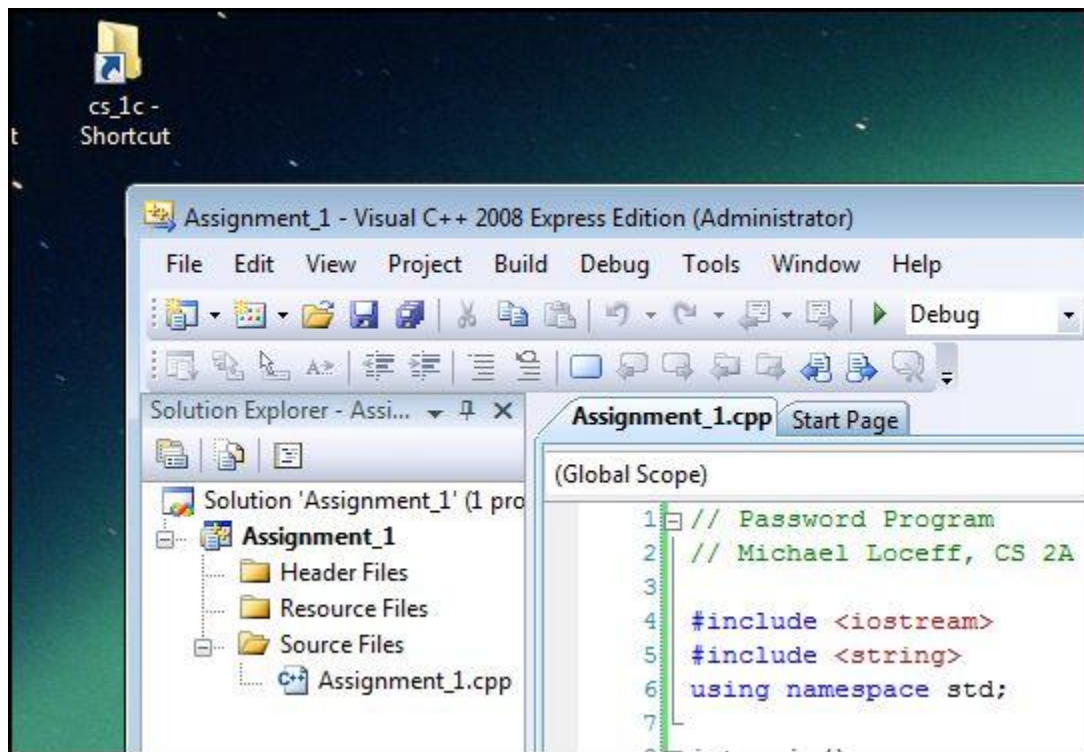 cs_1c -
Shortcut
t
Assignment_1 - Visual C++ 2008 Express Edition (Administrator)
File Edit View Project Build Debug Tools Window Help
Debug
Solution Explorer - Assi...
Assignment_1.cpp Start Page
(Global Scope)
Solution 'Assignment_1' (1 pro
Assignment_1
Header Files
Resource Files
Source Files
Assignment_1.cpp
1 // Password Program
2 // Michael Loceff, CS 2A
3
4 #include <iostream>
5 #include <string>
6 using namespace std;
7